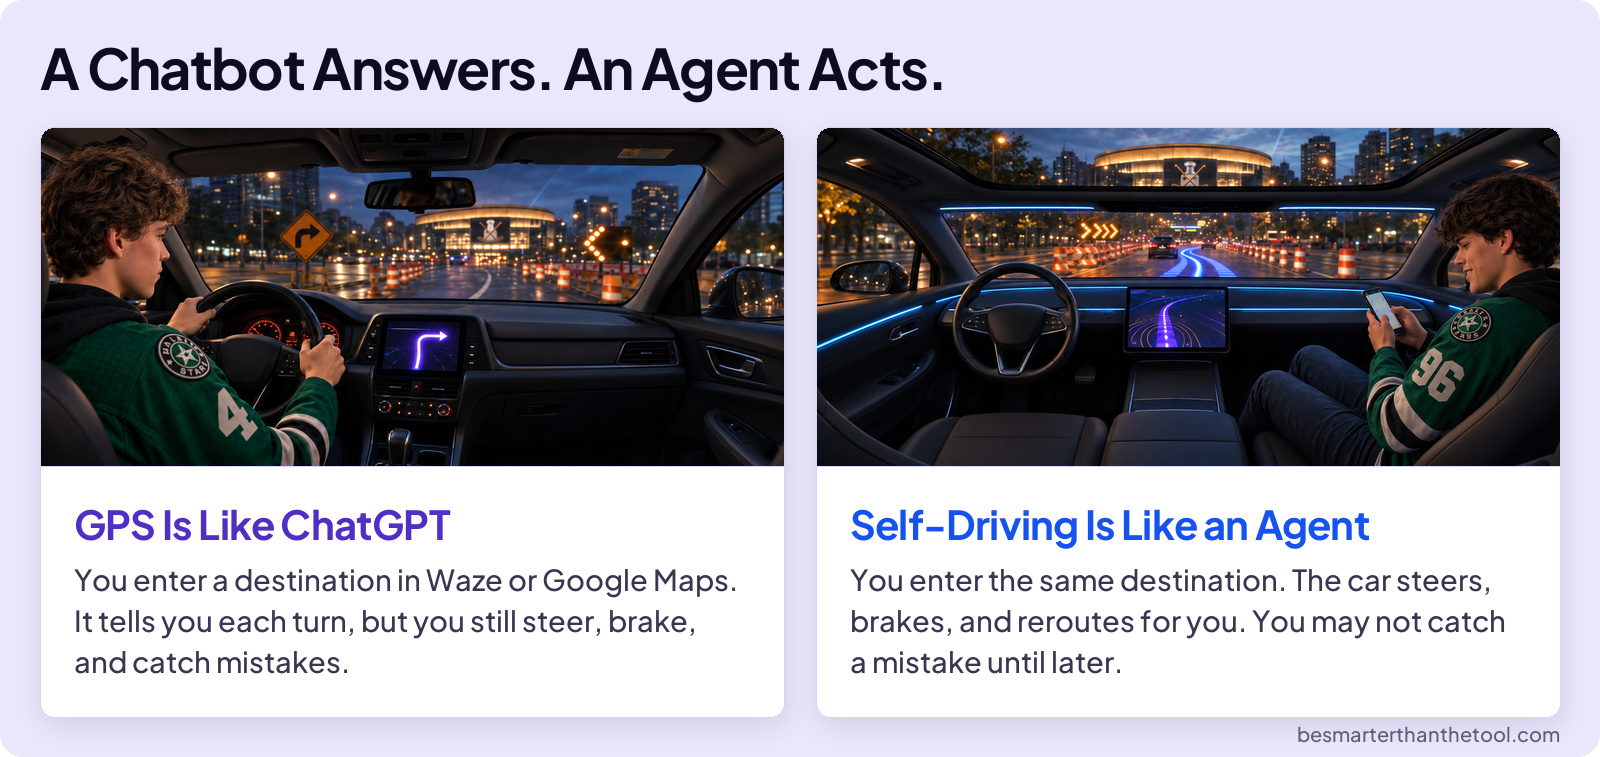 A Chatbot Answers. An Agent Acts.
4
96
GPS Is Like ChatGPT
You enter a destination in Waze or Google Maps.
It tells you each turn, but you still steer, brake,
and catch mistakes.
Self-Driving Is Like an Agent
You enter the same destination. The car steers,
brakes, and reroutes for you. You may not catch
a mistake until later.
besmarterthanthetool.com